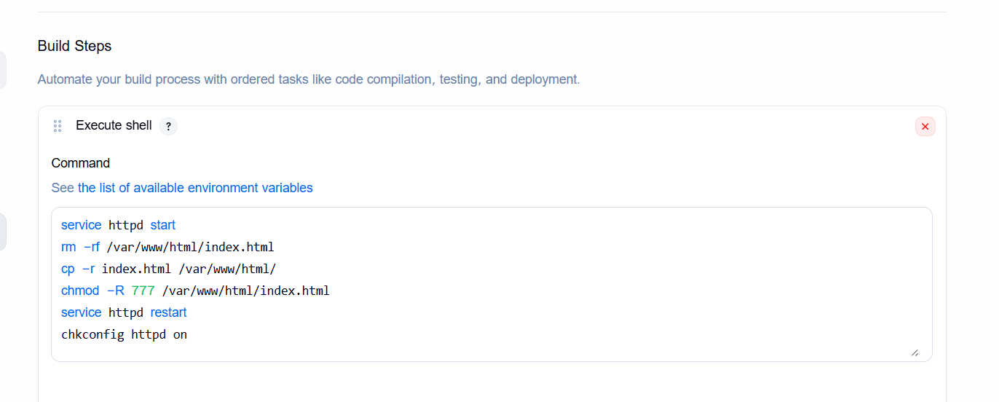 Build Steps
Automate your build process with ordered tasks like code compilation, testing, and deployment.
Execute shell ?
Command
See the list of available environment variables
service httpd start
rm -rf /var/www/html/index.html
cp -r index.html /var/www/html/
chmod -R 777 /var/www/html/index.html
service httpd restart
chkconfig httpd on